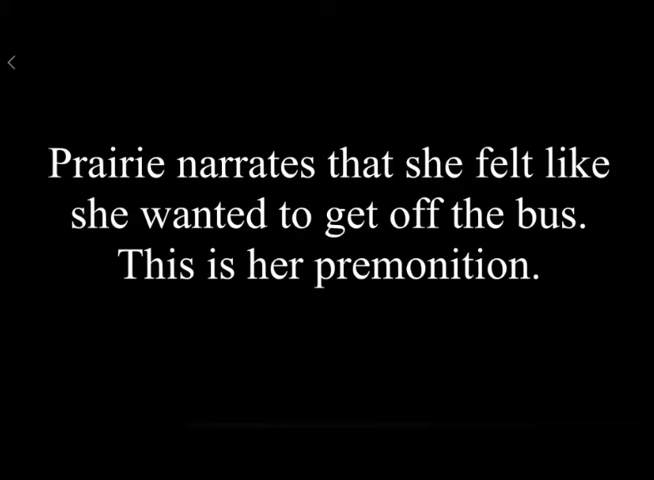 Prairie narrates that she felt like
she wanted to get off the bus.
This is her premonition.